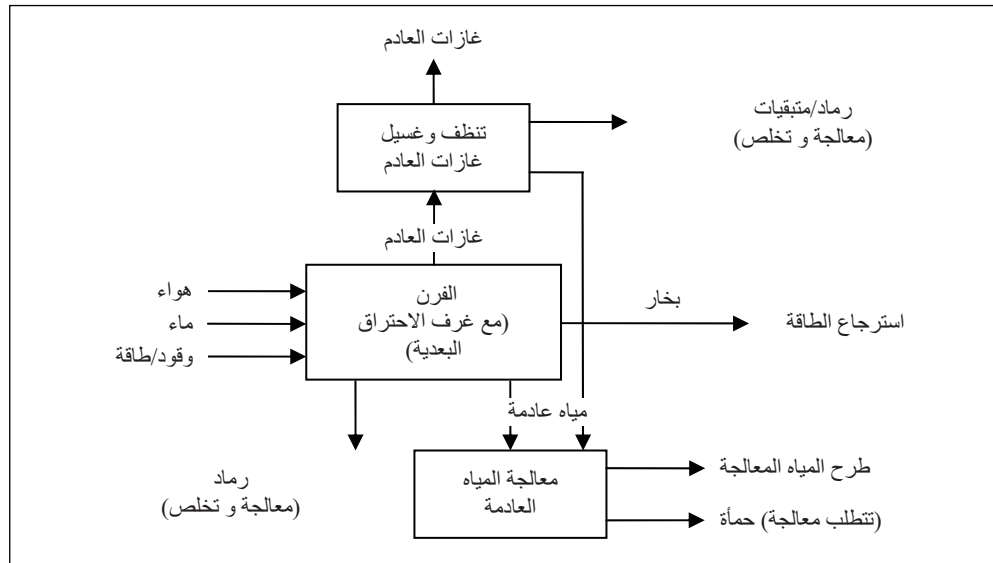 غازات العادم
تنظف وغسيل
غازات العادم
رماد/متبقيات
(معالجة و تخلص)
غازات العادم
هواء
ماء
وقود/طاقة
الفرن
(مع غرف الاحتراق
البعدية)
بخار
استرجاع الطاقة
مياه عادمة
رماد
(معالجة و تخلص)
معالجة المياه
العادمة
طرح المياه المعالجة
(تتطلب معالجة) حمأة